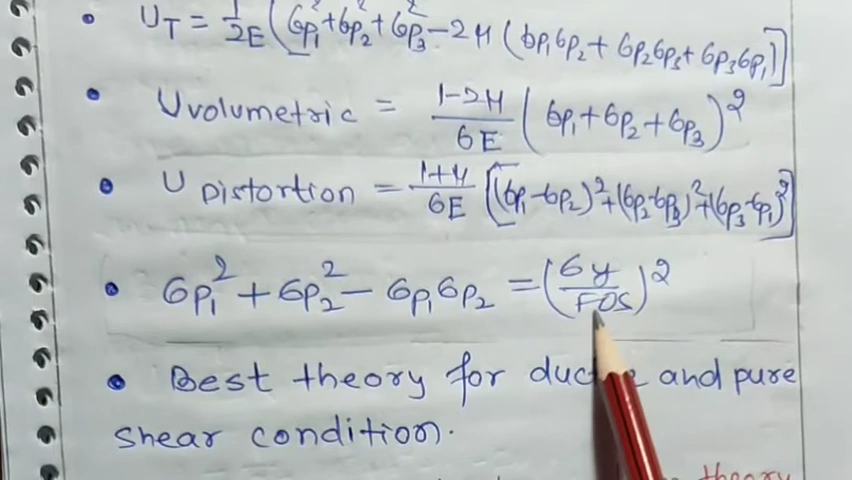 • U_T = 1/2E [σp₁² + σp₂² + σp₃² - 2μ (σp₁σp₂ + σp₂σp₃ + σp₃σp₁)]
• Uvolumetric = 1-2μ/6E (σp₁ + σp₂ + σp₃)²
• U Distortion = 1+μ/6E [(σp₁-σp₂)² + (σp₂-σp₃)² + (σp₃-σp₁)²]
• σp₁² + σp₂² - σp₁σp₂ = (σy/FOS)²
• Best theory for and pure
shear condition.
theory